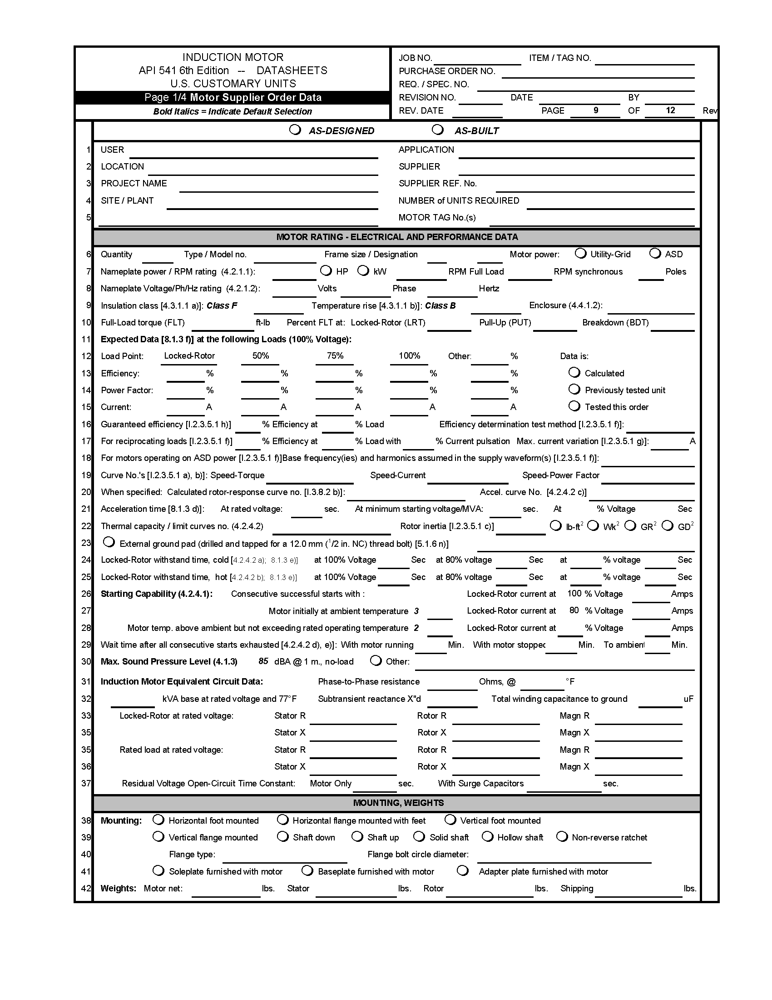 INDUCTION MOTOR
API 541 6th Edition -- DATASHEETS
U.S. CUSTOMARY UNITS
Page 1/4 Motor Supplier Order Data
Bold Italics = Indicate Default Selection
JOB NO. ITEM / TAG NO.
PURCHASE ORDER NO.
REQ. / SPEC. NO.
REVISION NO. DATE BY
REV. DATE PAGE 9 OF 12 Rev
AS-DESIGNED AS-BUILT
1 USER APPLICATION
2 LOCATION SUPPLIER
3 PROJECT NAME SUPPLIER REF. No.
4 SITE / PLANT NUMBER of UNITS REQUIRED
5 MOTOR TAG No.(s)
MOTOR RATING - ELECTRICAL AND PERFORMANCE DATA
6 Quantity Type / Model no. Frame size / Designation Motor power: Utility-Grid ASD
7 Nameplate power / RPM rating (4.2.1.1): HP kW RPM Full Load RPM synchronous Poles
8 Nameplate Voltage/Ph/Hz rating (4.2.1.2): Volts Phase Hertz
9 Insulation class [4.3.1.1 a)]: Class F Temperature rise [4.3.1.1 b)]: Class B Enclosure (4.4.1.2):
10 Full-Load torque (FLT) ft-lb Percent FLT at: Locked-Rotor (LRT) Pull-Up (PUT) Breakdown (BDT)
11 Expected Data [8.1.3 f)] at the following Loads (100% Voltage):
12 Load Point: Locked-Rotor 50% 75% 100% Other: % Data is:
13 Efficiency: % % % % % Calculated
14 Power Factor: % % % % % Previously tested unit
15 Current: A A A A A Tested this order
16 Guaranteed efficiency [I.2.3.5.1 h)] % Efficiency at % Load Efficiency determination test method [I.2.3.5.1 f)]:
17 For reciprocating loads [I.2.3.5.1 f)] % Efficiency at % Load with % Current pulsation Max. current variation [I.2.3.5.1 g)]: A
18 For motors operating on ASD power [I.2.3.5.1 f)]Base frequency(ies) and harmonics assumed in the supply waveform(s) [I.2.3.5.1 f)]:
19 Curve No.'s [I.2.3.5.1 a), b)]: Speed-Torque Speed-Current Speed-Power Factor
20 When specified: Calculated rotor-response curve no. [I.3.8.2 b)]: Accel. curve No. [4.2.4.2 c)]
21 Acceleration time [8.1.3 d)]: At rated voltage: sec. At minimum starting voltage/MVA: sec. At % Voltage Sec
22 Thermal capacity / limit curves no. (4.2.4.2) Rotor inertia [I.2.3.5.1 c)] lb-ft² Wk² GR² GD²
23 External ground pad (drilled and tapped for a 12.0 mm (¹/2 in. NC) thread bolt) [5.1.6 n)]
24 Locked-Rotor withstand time, cold [4.2.4.2 a); 8.1.3 e)] at 100% Voltage Sec at 80% voltage Sec at % voltage Sec
25 Locked-Rotor withstand time, hot [4.2.4.2 b); 8.1.3 e)] at 100% Voltage Sec at 80% voltage Sec at % voltage Sec
26 Starting Capability (4.2.4.1): Consecutive successful starts with : Locked-Rotor current at 100 % Voltage Amps
27 Motor initially at ambient temperature 3 Locked-Rotor current at 80 % Voltage Amps
28 Motor temp. above ambient but not exceeding rated operating temperature 2 Locked-Rotor current at % Voltage Amps
29 Wait time after all consecutive starts exhausted [4.2.4.2 d), e)]: With motor running Min. With motor stopped Min. To ambient Min.
30 Max. Sound Pressure Level (4.1.3) 85 dBA @ 1 m., no-load Other:
31 Induction Motor Equivalent Circuit Data: Phase-to-Phase resistance Ohms, @ °F
32 kVA base at rated voltage and 77°F Subtransient reactance X"d Total winding capacitance to ground uF
33 Locked-Rotor at rated voltage: Stator R Rotor R Magn R
35 Stator X Rotor X Magn X
35 Rated load at rated voltage: Stator R Rotor R Magn R
36 Stator X Rotor X Magn X
37 Residual Voltage Open-Circuit Time Constant: Motor Only sec. With Surge Capacitors sec.
MOUNTING, WEIGHTS
38 Mounting: Horizontal foot mounted Horizontal flange mounted with feet Vertical foot mounted
39 Vertical flange mounted Shaft down Shaft up Solid shaft Hollow shaft Non-reverse ratchet
40 Flange type: Flange bolt circle diameter:
41 Soleplate furnished with motor Baseplate furnished with motor Adapter plate furnished with motor
42 Weights: Motor net: lbs. Stator lbs. Rotor lbs. Shipping lbs.